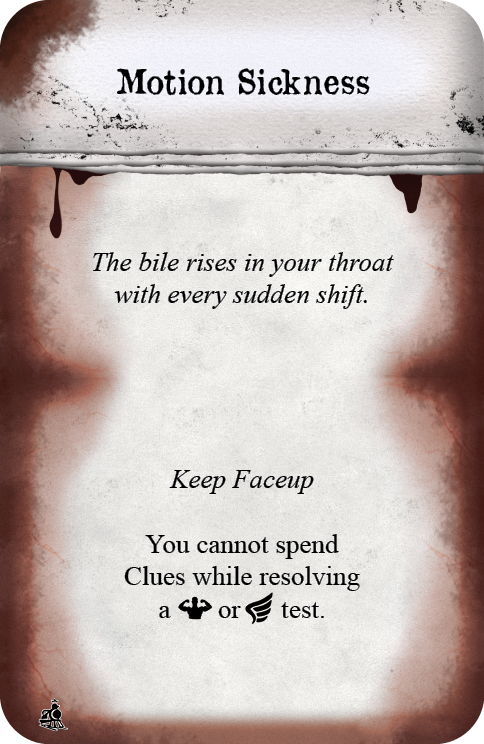 Motion Sickness
The bile rises in your throat
with every sudden shift.
Keep Faceup
You cannot spend
Clues while resolving
a or test.